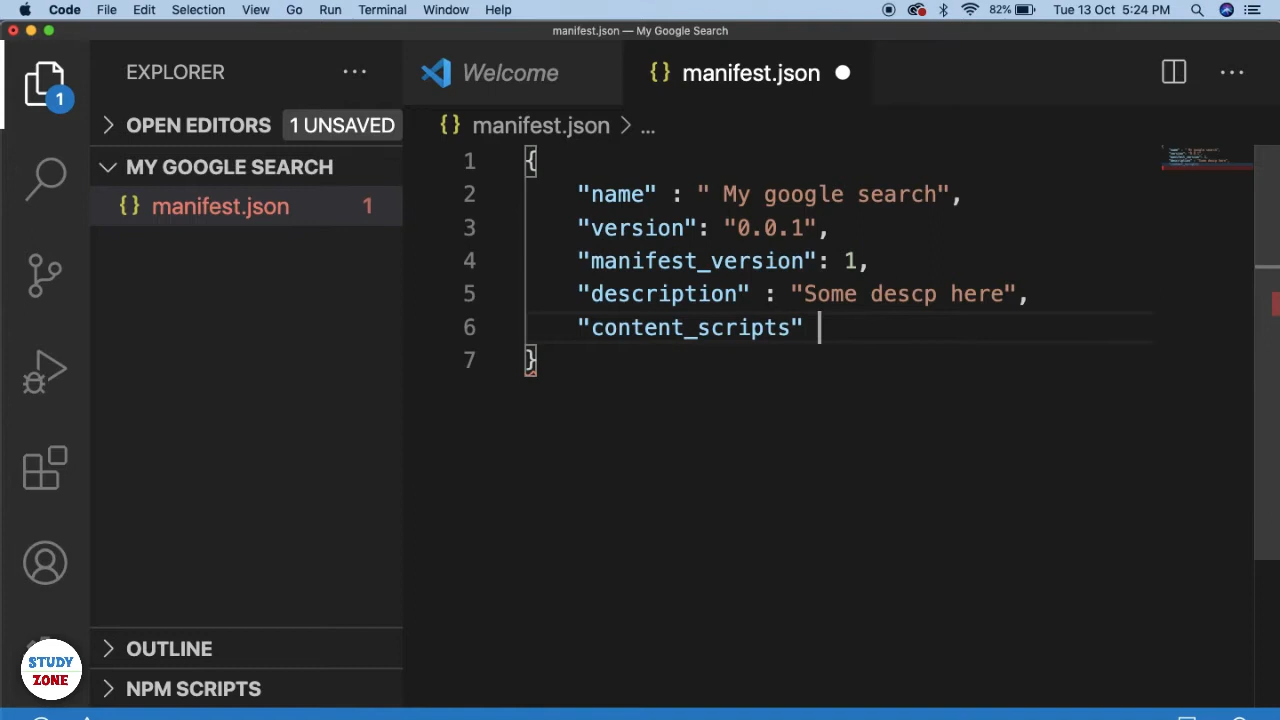 Code File Edit Selection View Go Run Terminal Window Help 82% Tue 13 Oct 5:24 PM
manifest.json — My Google Search
EXPLORER ···
Welcome
{} manifest.json
1
OPEN EDITORS 1 UNSAVED
{} manifest.json > ...
MY GOOGLE SEARCH
{} manifest.json 1
1 {
2 "name" : " My google search",
3 "version": "0.0.1",
4 "manifest_version": 1,
5 "description" : "Some descp here",
6 "content_scripts"
7 }
OUTLINE
NPM SCRIPTS
STUDY
ZONE